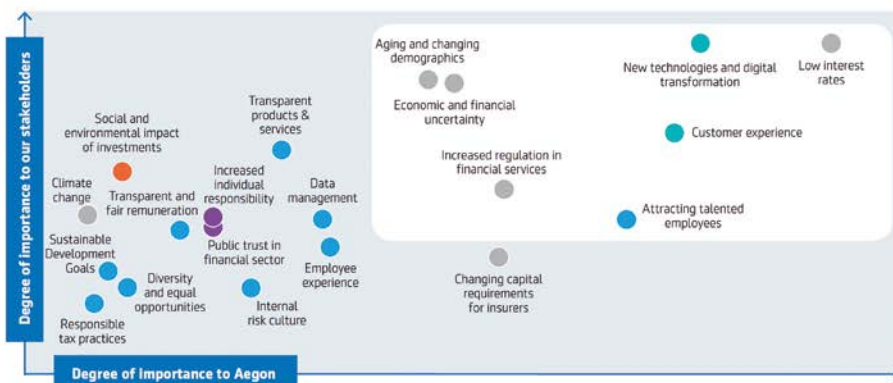 Degree of importance to our stakeholders
Aging and changing
demographics
Economic and financial
uncertainty
New technologies and digital
transformation
Low interest
rates
Customer experience
Increased regulation in
financial services
Attracting talented
employees
Changing capital
requirements
for insurers
Transparent
products &
services
Social and
environmental impact
of investments
Increased
individual
responsibility
Data
management
Climate
change
Transparent and
fair remuneration
Public trust in
financial sector
Employee
experience
Sustainable
Development
Goals
Diversity
and equal
opportunities
Internal
risk culture
Responsible
tax practices
Degree of Importance to Aegon